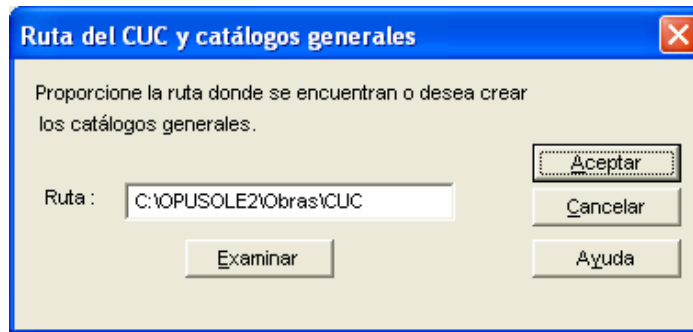 Ruta del CUC y catálogos generales
Proporcione la ruta donde se encuentran o desea crear
los catálogos generales.
Aceptar
Ruta : C:\OPUSOLE2\Obras\CUC
Cancelar
Examinar
Ayuda